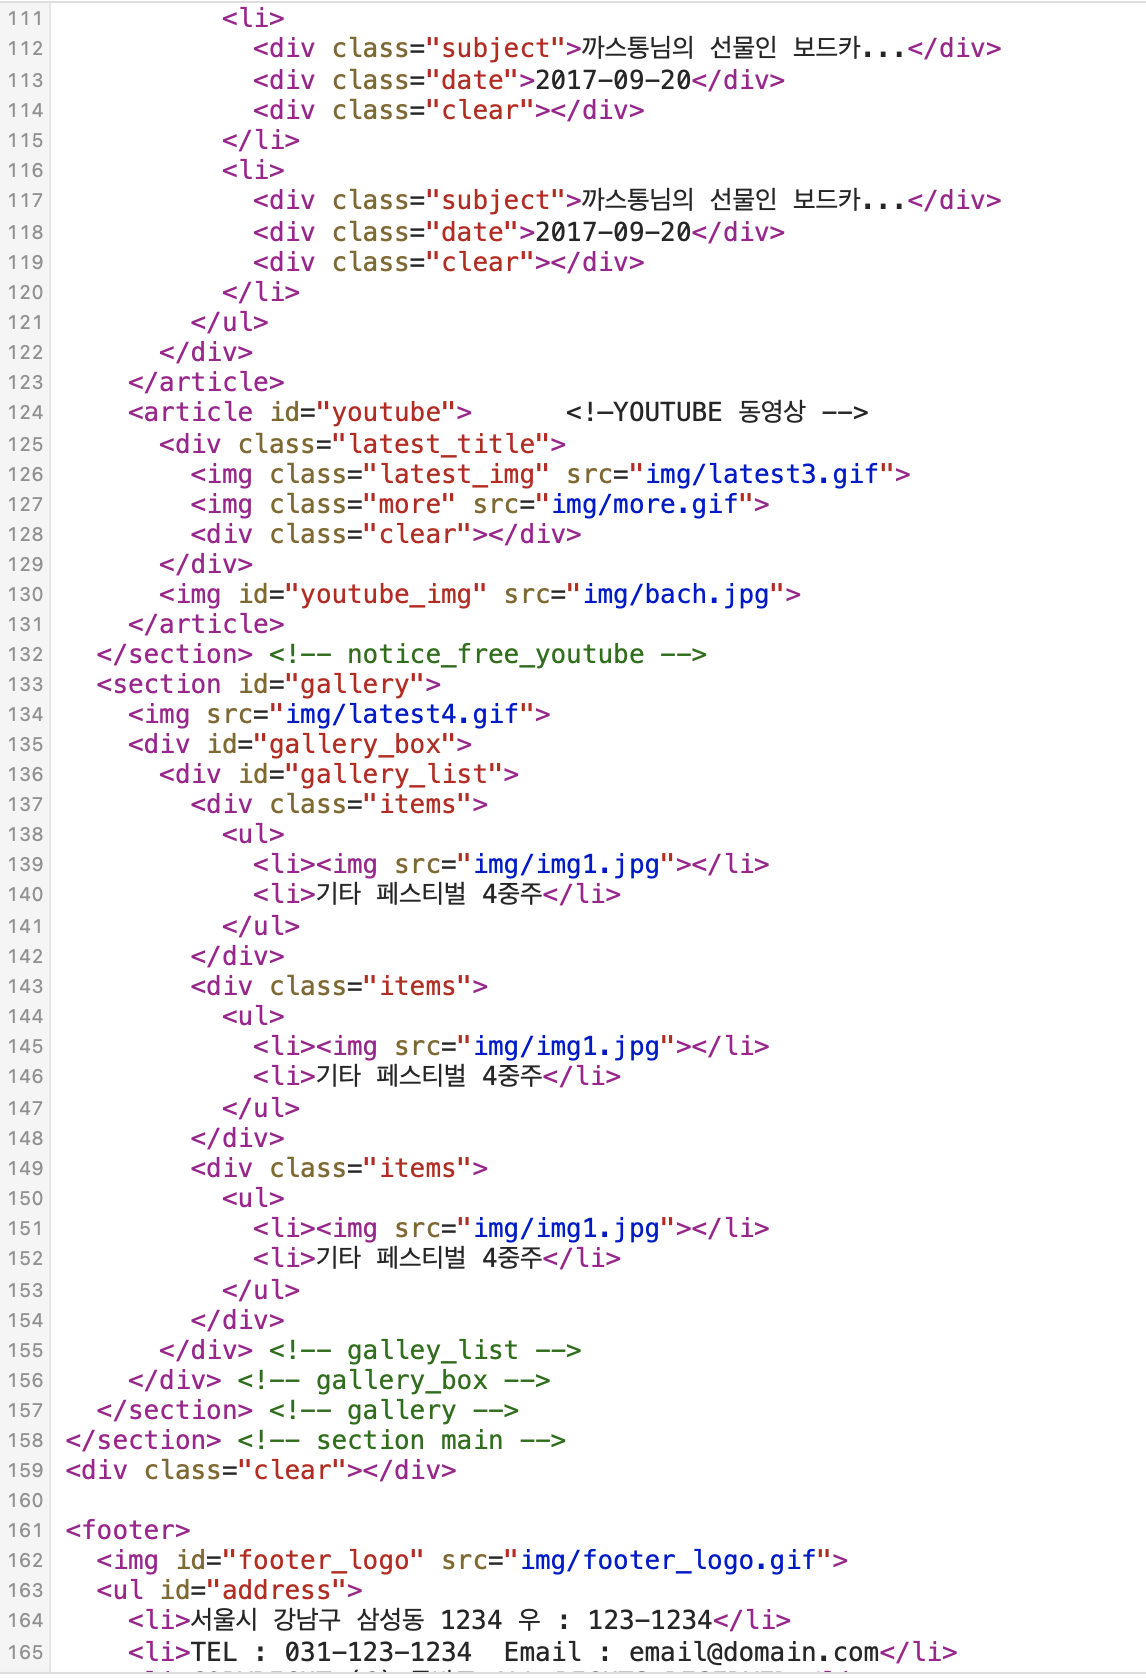 111           <li>
112             <div class="subject">까스통님의 선물인 보드카...</div>
113             <div class="date">2017-09-20</div>
114             <div class="clear"></div>
115           </li>
116           <li>
117             <div class="subject">까스통님의 선물인 보드카...</div>
118             <div class="date">2017-09-20</div>
119             <div class="clear"></div>
120           </li>
121         </ul>
122       </div>
123     </article>
124     <article id="youtube">      <!—YOUTUBE 동영상 -->
125       <div class="latest_title">
126         <img class="latest_img" src="img/latest3.gif">
127         <img class="more" src="img/more.gif">
128         <div class="clear"></div>
129       </div>
130       <img id="youtube_img" src="img/bach.jpg">
131     </article>
132   </section> <!-- notice_free_youtube -->
133   <section id="gallery">
134     <img src="img/latest4.gif">
135     <div id="gallery_box">
136       <div id="gallery_list">
137         <div class="items">
138           <ul>
139             <li><img src="img/img1.jpg"></li>
140             <li>기타 페스티벌 4중주</li>
141           </ul>
142         </div>
143         <div class="items">
144           <ul>
145             <li><img src="img/img1.jpg"></li>
146             <li>기타 페스티벌 4중주</li>
147           </ul>
148         </div>
149         <div class="items">
150           <ul>
151             <li><img src="img/img1.jpg"></li>
152             <li>기타 페스티벌 4중주</li>
153           </ul>
154         </div>
155       </div> <!-- galley_list -->
156     </div> <!-- gallery_box -->
157   </section> <!-- gallery -->
158 </section> <!-- section main -->
159 <div class="clear"></div>
160
161 <footer>
162   <img id="footer_logo" src="img/footer_logo.gif">
163   <ul id="address">
164     <li>서울시 강남구 삼성동 1234 우 : 123-1234</li>
165     <li>TEL : 031-123-1234  Email : email@domain.com</li>